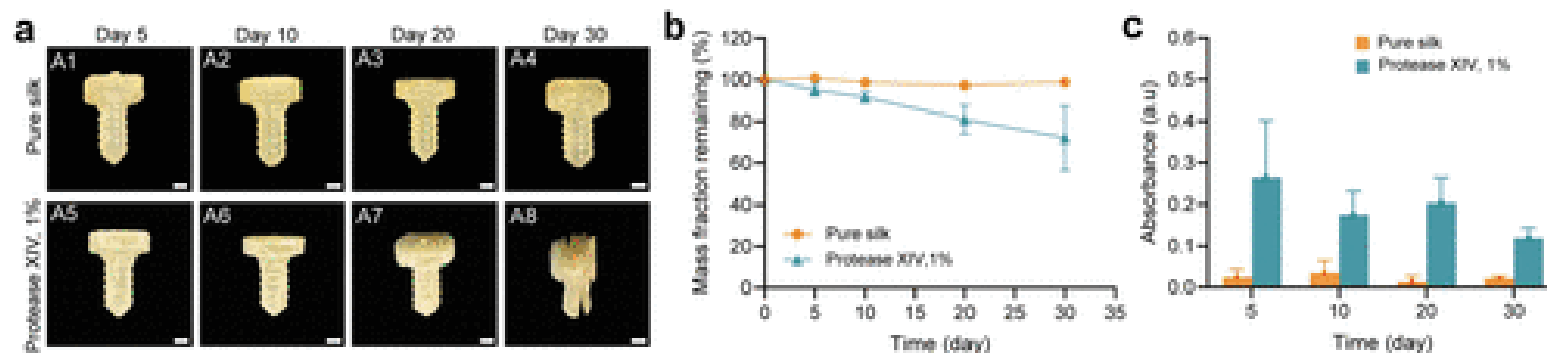 a
Day 5
Day 10
Day 20
Day 30
Pure silk
A1
A2
A3
A4
Protease XIV, 1%
A5
A6
A7
A8
b
Mass fraction remaining (%)
120
100
80
60
40
20
0
Pure silk
Protease XIV,1%
0 5 10 15 20 25 30 35
Time (day)
c
Absorbance (a.u)
0.6
0.5
0.4
0.3
0.2
0.1
0.0
Pure silk
Protease XIV, 1%
5 10 20 30
Time (day)